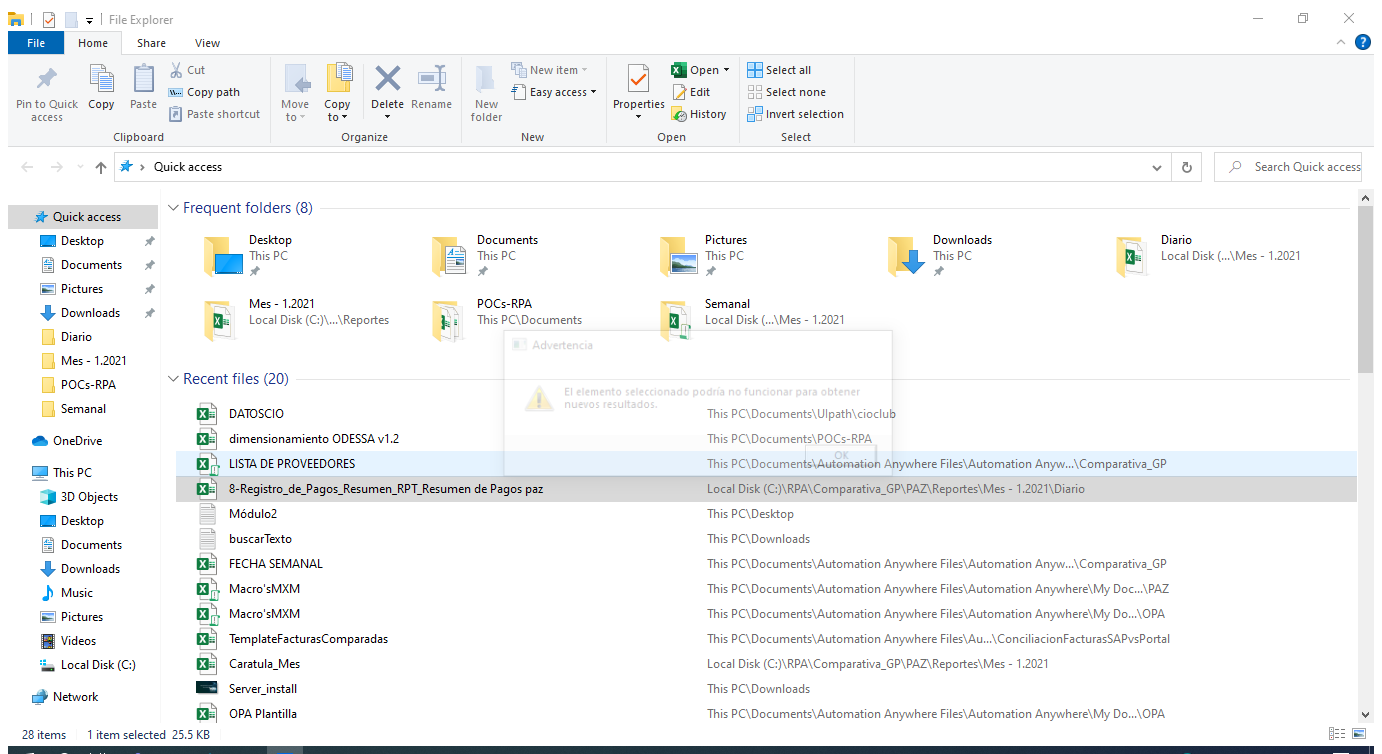 File Explorer
File Home Share View
Pin to Quick access
Copy
Paste
Cut
Copy path
Paste shortcut
Clipboard
Move to
Copy to
Delete
Rename
Organize
New folder
New item
Easy access
New
Properties
Open
Edit
History
Open
Select all
Select none
Invert selection
Select
Quick access
Search Quick access
Quick access
Desktop
Documents
Pictures
Downloads
Diario
Mes - 1.2021
POCs-RPA
Semanal
OneDrive
This PC
3D Objects
Desktop
Documents
Downloads
Music
Pictures
Videos
Local Disk (C:)
Network
Frequent folders (8)
Desktop
This PC
Documents
This PC
Pictures
This PC
Downloads
This PC
Diario
Local Disk (...\Mes - 1.2021
Mes - 1.2021
Local Disk (C:)\...\Reportes
POCs-RPA
This PC\Documents
Semanal
Local Disk (...\Mes - 1.2021
Advertencia
El elemento seleccionado podría no funcionar para obtener
nuevos resultados.
OK
Recent files (20)
DATOSCIO This PC\Documents\UIpath\cioclub
dimensionamiento ODESSA v1.2 This PC\Documents\POCs-RPA
LISTA DE PROVEEDORES This PC\Documents\Automation Anywhere Files\Automation Anyw...\Comparativa_GP
8-Registro_de_Pagos_Resumen_RPT_Resumen de Pagos paz Local Disk (C:)\RPA\Comparativa_GP\PAZ\Reportes\Mes - 1.2021\Diario
Módulo2 This PC\Desktop
buscarTexto This PC\Downloads
FECHA SEMANAL This PC\Documents\Automation Anywhere Files\Automation Anyw...\Comparativa_GP
Macro'sMXM This PC\Documents\Automation Anywhere Files\Automation Anywhere\My Doc...\PAZ
Macro'sMXM This PC\Documents\Automation Anywhere Files\Automation Anywhere\My Do...\OPA
TemplateFacturasComparadas This PC\Documents\Automation Anywhere Files\Au...\ConciliacionFacturasSAPvsPortal
Caratula_Mes Local Disk (C:)\RPA\Comparativa_GP\PAZ\Reportes\Mes - 1.2021
Server_install This PC\Downloads
OPA Plantilla This PC\Documents\Automation Anywhere Files\Automation Anywhere\My Do...\OPA
28 items 1 item selected 25.5 KB